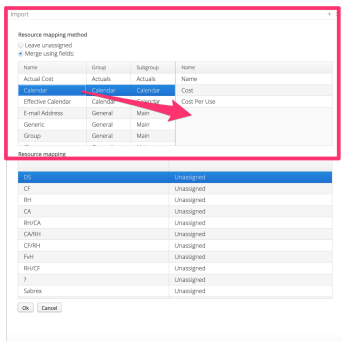 Import
Resource mapping method
Leave unassigned
Merge using fields:
Name Group Subgroup Name
Actual Cost Actuals Actuals Name
Calendar Calendar Calendar Cost
Effective Calendar Calendar Calendar Cost Per Use
E-mail Address General Main
Generic General Main
Group General Main
Resource mapping
DS Unassigned
CF Unassigned
RH Unassigned
CA Unassigned
RH/CA Unassigned
CA/RH Unassigned
CF/RH Unassigned
FvH Unassigned
RH/CF Unassigned
? Unassigned
Sabrex Unassigned
Ok Cancel